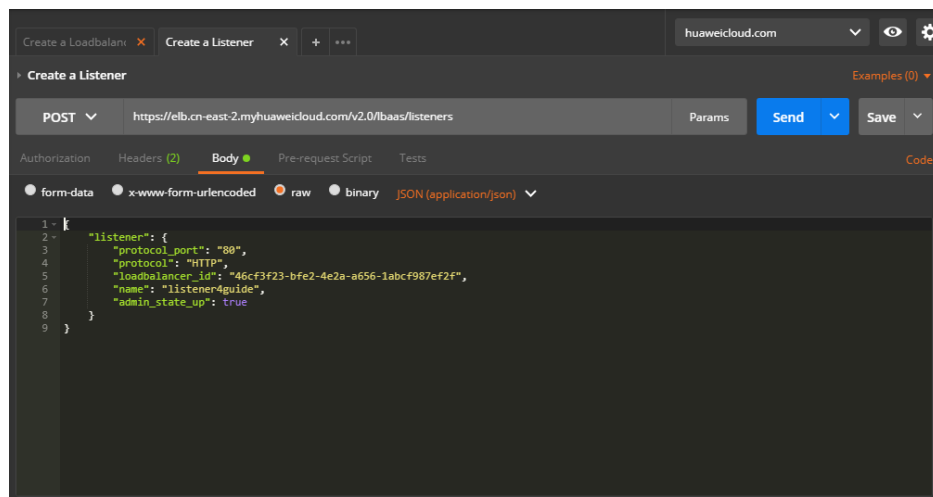 huaweicloud.com
Create a Loadbalanc
Create a Listener
Create a Listener
Examples (0)
POST
https://elb.cn-east-2.myhuaweicloud.com/v2.0/lbaas/listeners
Params
Send
Save
Authorization
Headers (2)
Body
Pre-request Script
Tests
Code
form-data
x-www-form-urlencoded
raw
binary
JSON (application/json)
1 {
2 "listener": {
3 "protocol_port": "80",
4 "protocol": "HTTP",
5 "loadbalancer_id": "46cf3f23-bfe2-4e2a-a656-1abcf987ef2f",
6 "name": "listener4guide",
7 "admin_state_up": true
8 }
9 }